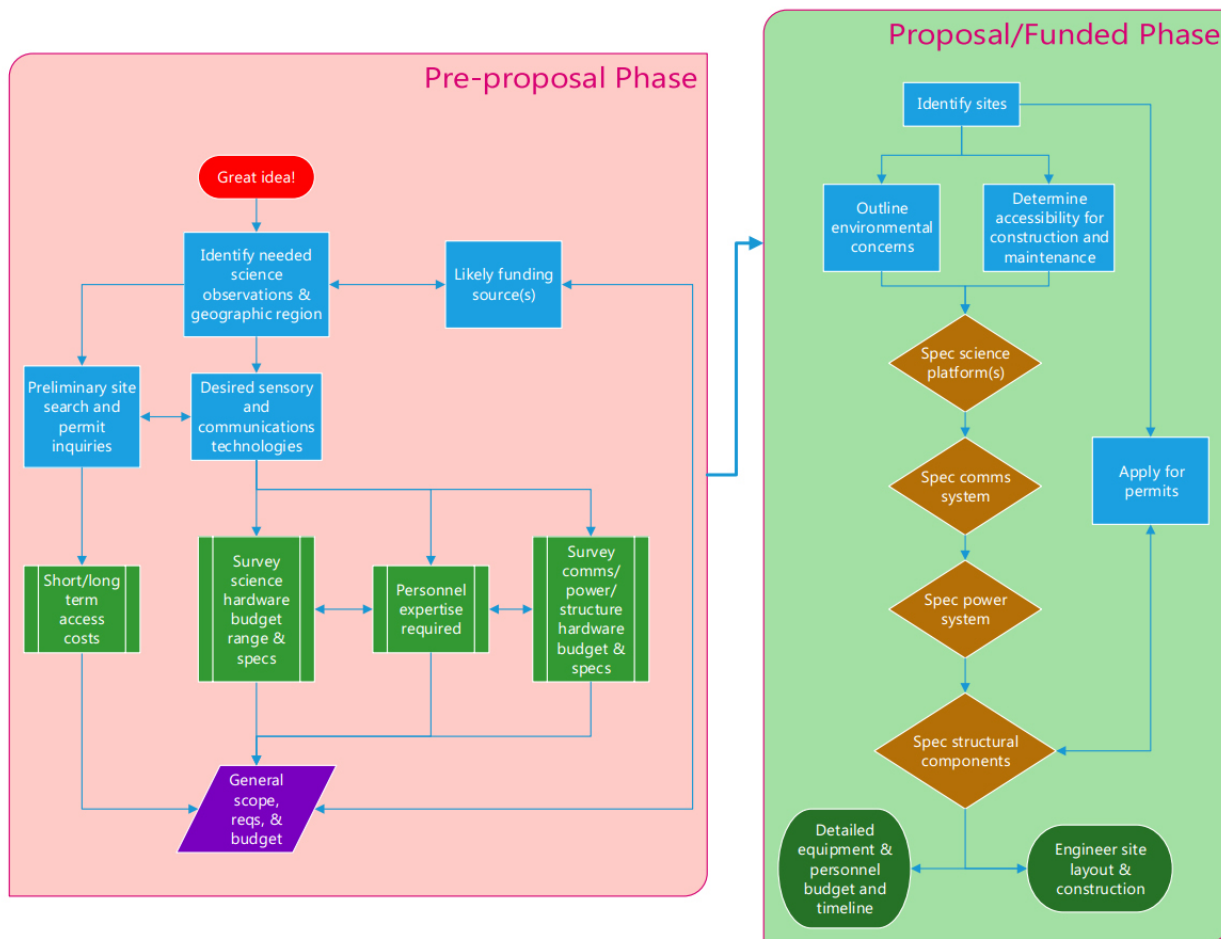 Pre-proposal Phase
Great idea!
Identify needed
science
observations &
geographic region
Likely funding
source(s)
Preliminary site
search and
permit
inquiries
Desired sensory
and
communications
technologies
Short/long
term
access
costs
Survey
science
hardware
budget
range &
specs
Personnel
expertise
required
Survey
comms/
power/
structure
hardware
budget &
specs
General
scope,
reqs, &
budget
Proposal/Funded Phase
Identify sites
Outline
environmental
concerns
Determine
accessibility for
construction and
maintenance
Spec science
platform(s)
Spec comms
system
Apply for
permits
Spec power
system
Spec structural
components
Detailed
equipment &
personnel
budget and
timeline
Engineer site
layout &
construction